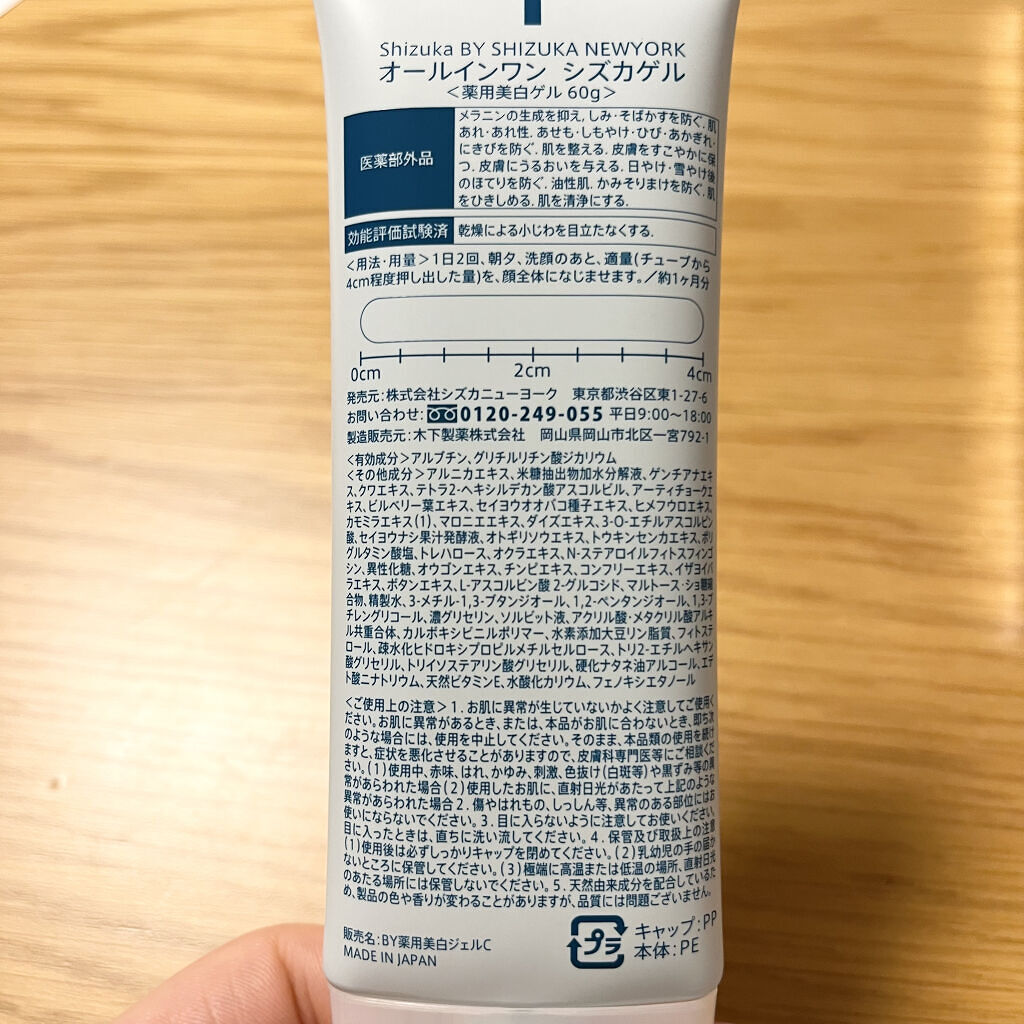 Shizuka BY SHIZUKA NEWYORK
オールインワン シズカゲル
＜薬用美白ゲル 60g＞
医薬部外品
メラニンの生成を抑え、しみ・そばかすを防ぐ. 肌
あれ・あれ性. あせも・しもやけ・ひび・あかぎれ・
にきびを防ぐ. 肌を整える. 皮膚をすこやかに保
つ. 皮膚にうるおいを与える. 日やけ・雪やけ後
のほてりを防ぐ. 油性肌. かみそりまけを防ぐ. 肌
をひきしめる. 肌を清浄にする.
効能評価試験済
乾燥による小じわを目立たなくする.
＜用法・用量＞1日2回、朝夕、洗顔のあと、適量(チューブから
4cm程度押し出した量)を、顔全体になじませます。／約1ヶ月分
0cm 2cm 4cm
発売元：株式会社シズカニューヨーク 東京都渋谷区東1-27-6
お問い合わせ：0120-249-055 平日9:00〜18:00
製造販売元：木下製薬株式会社 岡山県岡山市北区一宮792-1
＜有効成分＞アルブチン、グリチルリチン酸ジカリウム
＜その他成分＞アルニカエキス、米糠抽出物加水分解液、ゲンチアナエキ
ス、クワエキス、テトラ2-ヘキシルデカン酸アスコルビル、アーティチョークエ
キス、ビルベリー葉エキス、セイヨウオオバコ種子エキス、ヒメフウロエキス、
カモミラエキス(1)、マロニエエキス、ダイズエキス、3-O-エチルアスコルビン
酸、セイヨウナシ果汁発酵液、オトギリソウエキス、トウキンセンカエキス、ポリ
グルタミン酸塩、トレハロース、オクラエキス、N-ステアロイルフィトスフィンゴ
シン、異性化糖、オウゴンエキス、チンピエキス、コンフリーエキス、イザヨイバ
ラエキス、ボタンエキス、L-アスコルビン酸 2-グルコシド、マルトース・ショ糖縮
合物、精製水、3-メチル-1,3-ブタンジオール、1,2-ペンタンジオール、1,3-ブ
チレングリコール、濃グリセリン、ソルビット液、アクリル酸・メタクリル酸アルキ
ル共重合体、カルボキシビニルポリマー、水素添加大豆リン脂質、フィトステ
ロール、疎水化ヒドロキシプロピルメチルセルロース、トリ2-エチルヘキサン
酸グリセリル、トリイソステアリン酸グリセリル、硬化ナタネ油アルコール、エデ
ト酸二ナトリウム、天然ビタミンE、水酸化カリウム、フェノキシエタノール
＜ご使用上の注意＞1. お肌に異常が生じていないかよく注意してご使用く
ださい。お肌に異常があるとき、または、本品がお肌に合わないとき、即ち次
のような場合には、使用を中止してください。そのまま、本品類の使用を続け
ますと、症状を悪化させることがありますので、皮膚科専門医等にご相談くだ
さい。(1)使用中、赤味、はれ、かゆみ、刺激、色抜け(白斑等)や黒ずみ等の異
常があらわれた場合(2)使用したお肌に、直射日光があたって上記のような
異常があらわれた場合2. 傷やはれもの、しっしん等、異常のある部位にはお
使いにならないでください。3. 目に入らないように注意してお使いください。
目に入ったときは、直ちに洗い流してください。4. 保管及び取扱上の注意
(1)使用後は必ずしっかりキャップを閉めてください。(2)乳幼児の手の届か
ないところに保管してください。(3)極端に高温または低温の場所、直射日光
のあたる場所には保管しないでください。5. 天然由来成分を配合しているた
め、製品の色や香りが変わることがありますが、品質には問題ございません。
販売名：BY薬用美白ジェルC
MADE IN JAPAN
プラ
キャップ：PP
本体：PE